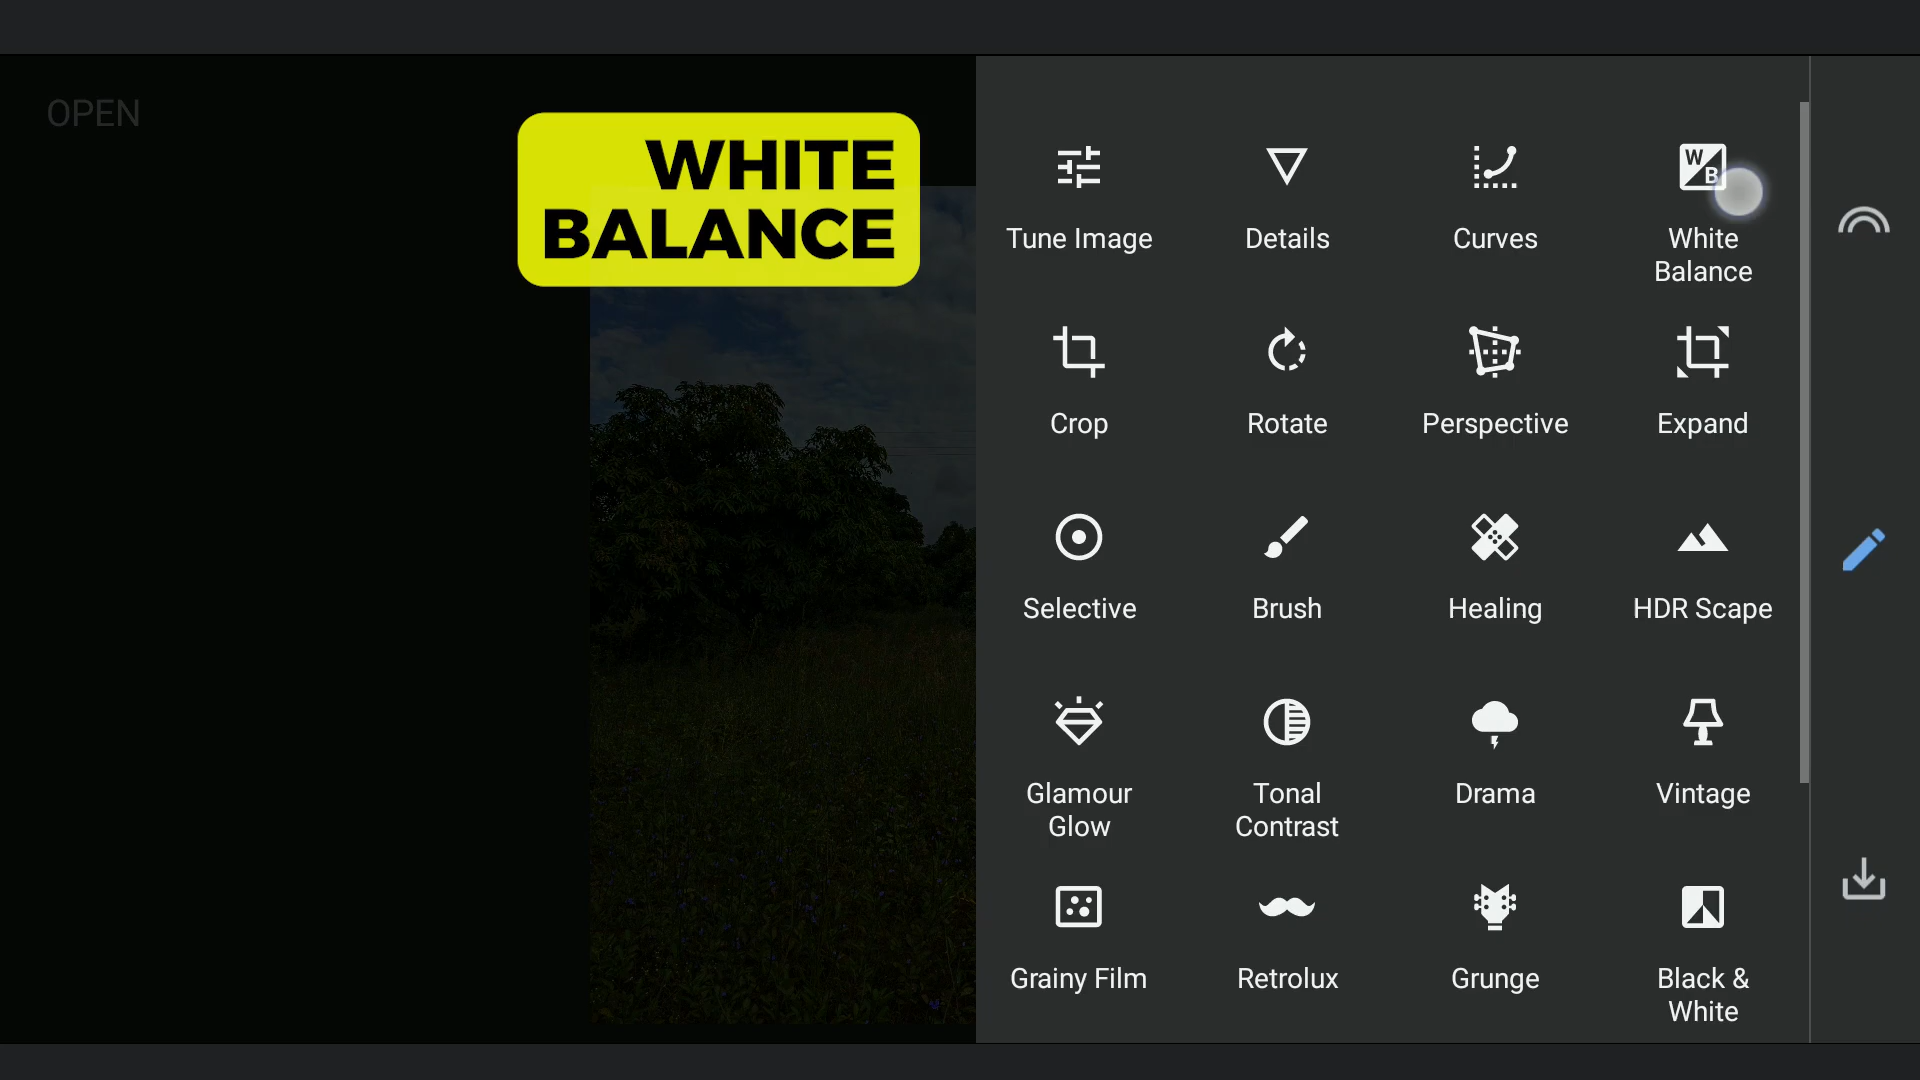 OPEN
WHITE
BALANCE
W
B
Tune Image
Details
Curves
White
Balance
Crop
Rotate
Perspective
Expand
Selective
Brush
Healing
HDR Scape
Glamour
Glow
Tonal
Contrast
Drama
Vintage
Grainy Film
Retrolux
Grunge
Black &
White